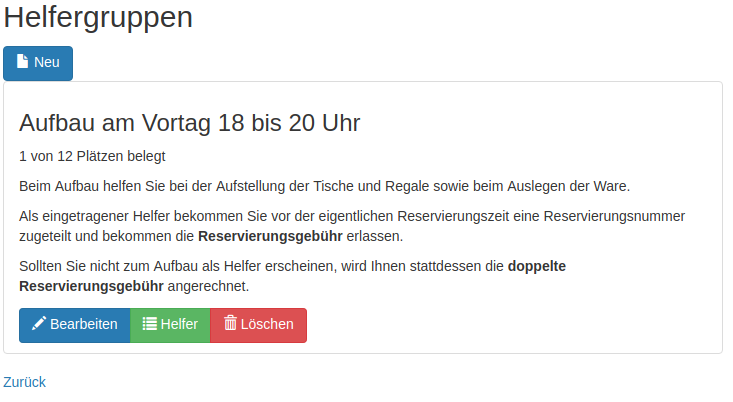 Helfergruppen
Neu
Aufbau am Vortag 18 bis 20 Uhr
1 von 12 Plätzen belegt
Beim Aufbau helfen Sie bei der Aufstellung der Tische und Regale sowie beim Auslegen der Ware.
Als eingetragener Helfer bekommen Sie vor der eigentlichen Reservierungszeit eine Reservierungsnummer
zugeteilt und bekommen die Reservierungsgebühr erlassen.
Sollten Sie nicht zum Aufbau als Helfer erscheinen, wird Ihnen stattdessen die doppelte
Reservierungsgebühr angerechnet.
Bearbeiten Helfer Löschen
Zurück